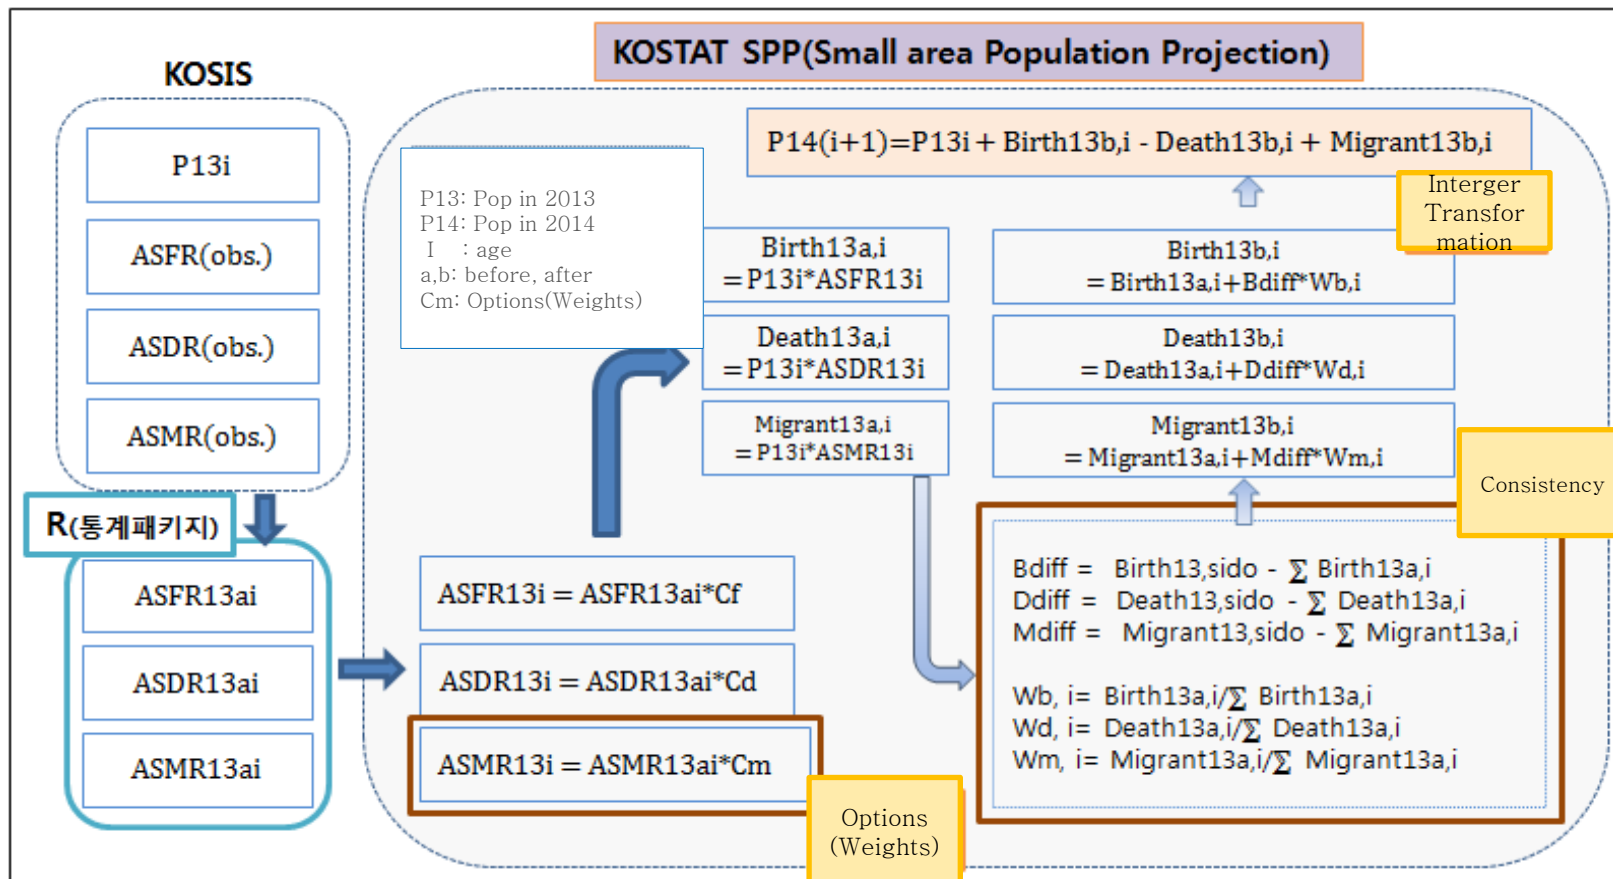 KOSTAT SPP(Small area Population Projection)
KOSIS
P13i
ASFR(obs.)
ASDR(obs.)
ASMR(obs.)
R(통계패키지)
ASFR13ai
ASDR13ai
ASMR13ai
P13: Pop in 2013
P14: Pop in 2014
I : age
a,b: before, after
Cm: Options(Weights)
ASFR13i = ASFR13ai*Cf
ASDR13i = ASDR13ai*Cd
ASMR13i = ASMR13ai*Cm
Options
(Weights)
P14(i+1)=P13i + Birth13b,i - Death13b,i + Migrant13b,i
Interger
Transfor
mation
Birth13a,i
= P13i*ASFR13i
Death13a,i
= P13i*ASDR13i
Migrant13a,i
= P13i*ASMR13i
Birth13b,i
= Birth13a,i+Bdiff*Wb,i
Death13b,i
= Death13a,i+Ddiff*Wd,i
Migrant13b,i
= Migrant13a,i+Mdiff*Wm,i
Consistency
Bdiff = Birth13,sido - ∑ Birth13a,i
Ddiff = Death13,sido - ∑ Death13a,i
Mdiff = Migrant13,sido - ∑ Migrant13a,i
Wb, i= Birth13a,i/∑ Birth13a,i
Wd, i= Death13a,i/∑ Death13a,i
Wm, i= Migrant13a,i/∑ Migrant13a,i